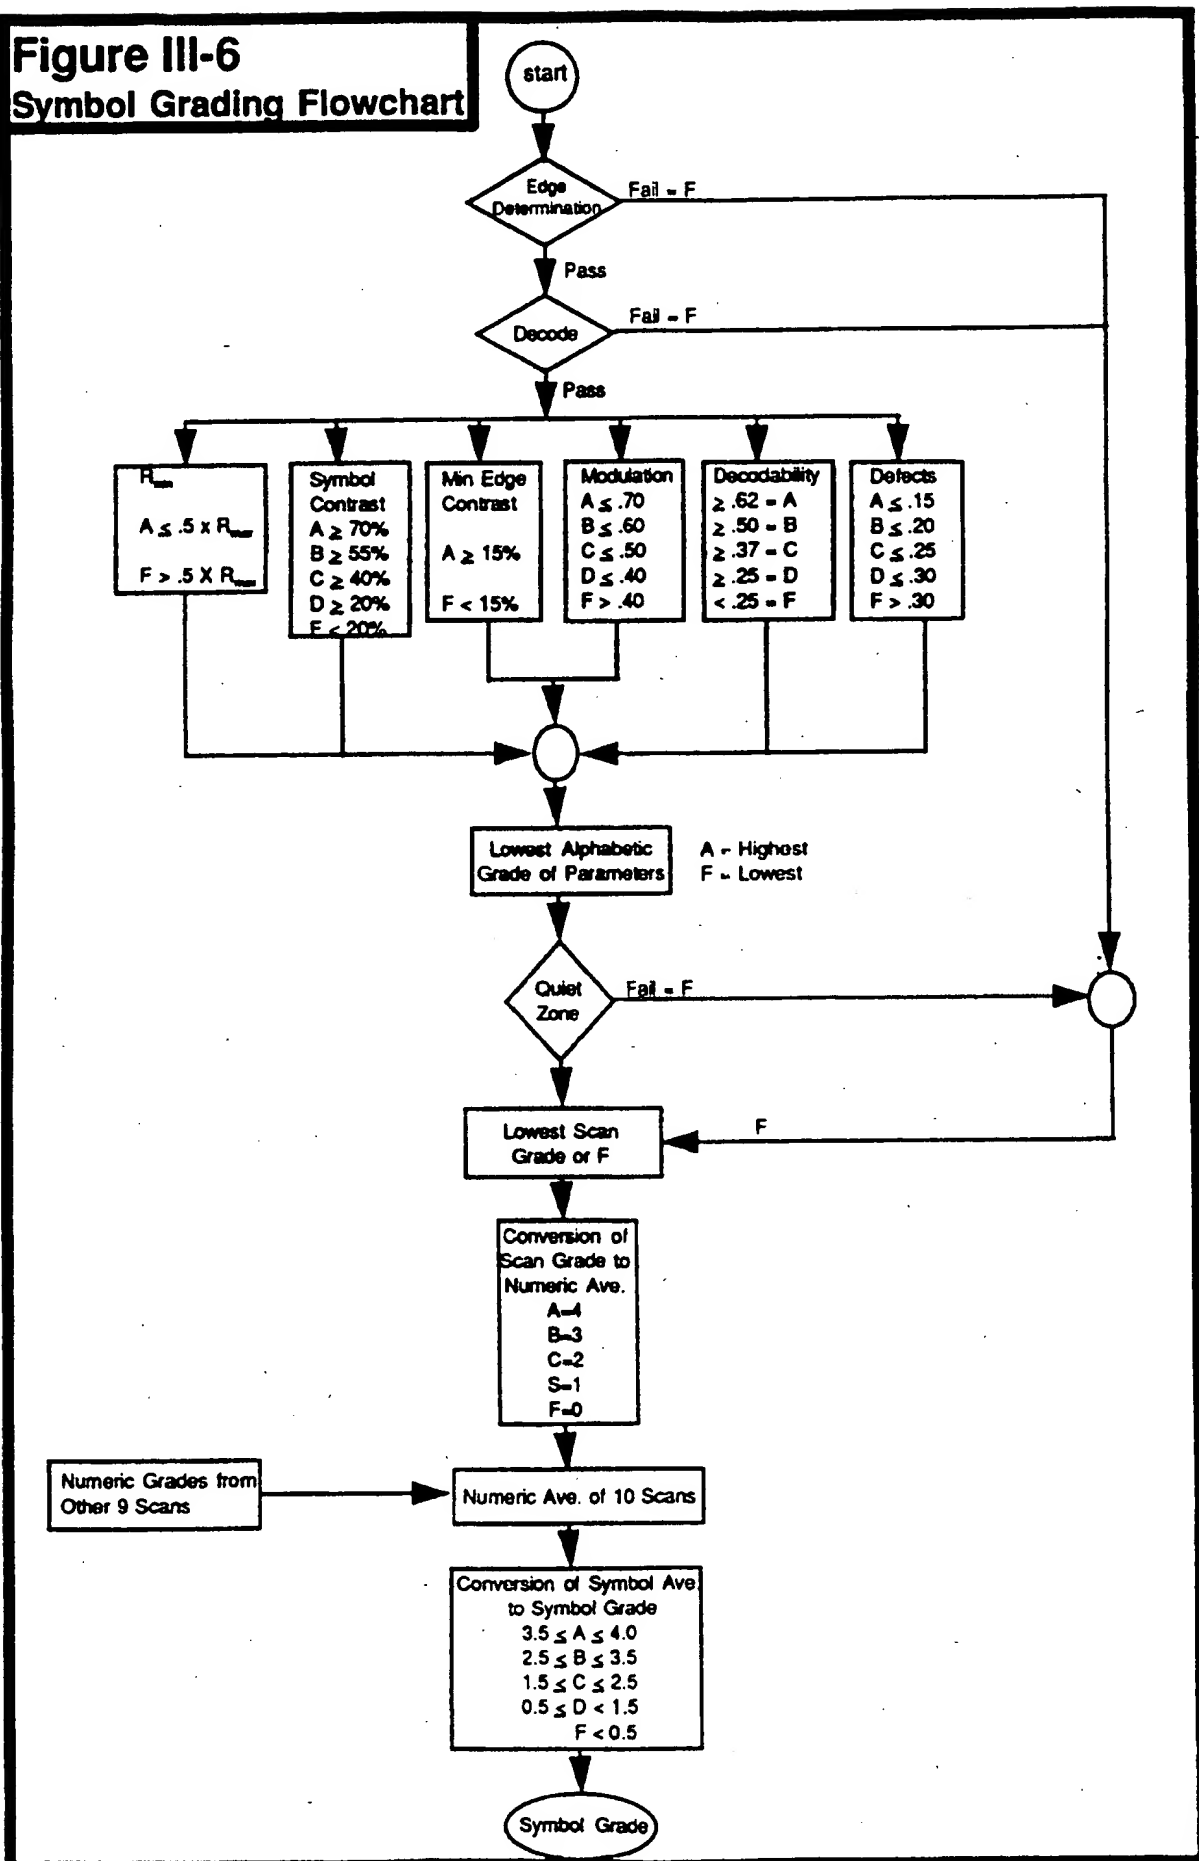 Figure III-6
Symbol Grading Flowchart
start
Edge
Determination
Fail = F
Pass
Decode
Fail = F
Pass
Rmin
A ≤ .5 x Rmax
F > .5 X Rmax
Symbol
Contrast
A ≥ 70%
B ≥ 55%
C ≥ 40%
D ≥ 20%
F < 20%
Min Edge
Contrast
A ≥ 15%
F < 15%
Modulation
A ≤ .70
B ≤ .60
C ≤ .50
D ≤ .40
F > .40
Decodability
≥ .62 = A
≥ .50 = B
≥ .37 = C
≥ .25 = D
< .25 = F
Defects
A ≤ .15
B ≤ .20
C ≤ .25
D ≤ .30
F > .30
Lowest Alphabetic
Grade of Parameters
A = Highest
F = Lowest
Quiet
Zone
Fail = F
Lowest Scan
Grade or F
F
Conversion of
Scan Grade to
Numeric Ave.
A=4
B=3
C=2
S=1
F=0
Numeric Grades from
Other 9 Scans
Numeric Ave. of 10 Scans
Conversion of Symbol Ave
to Symbol Grade
3.5 ≤ A ≤ 4.0
2.5 ≤ B ≤ 3.5
1.5 ≤ C ≤ 2.5
0.5 ≤ D < 1.5
F < 0.5
Symbol Grade